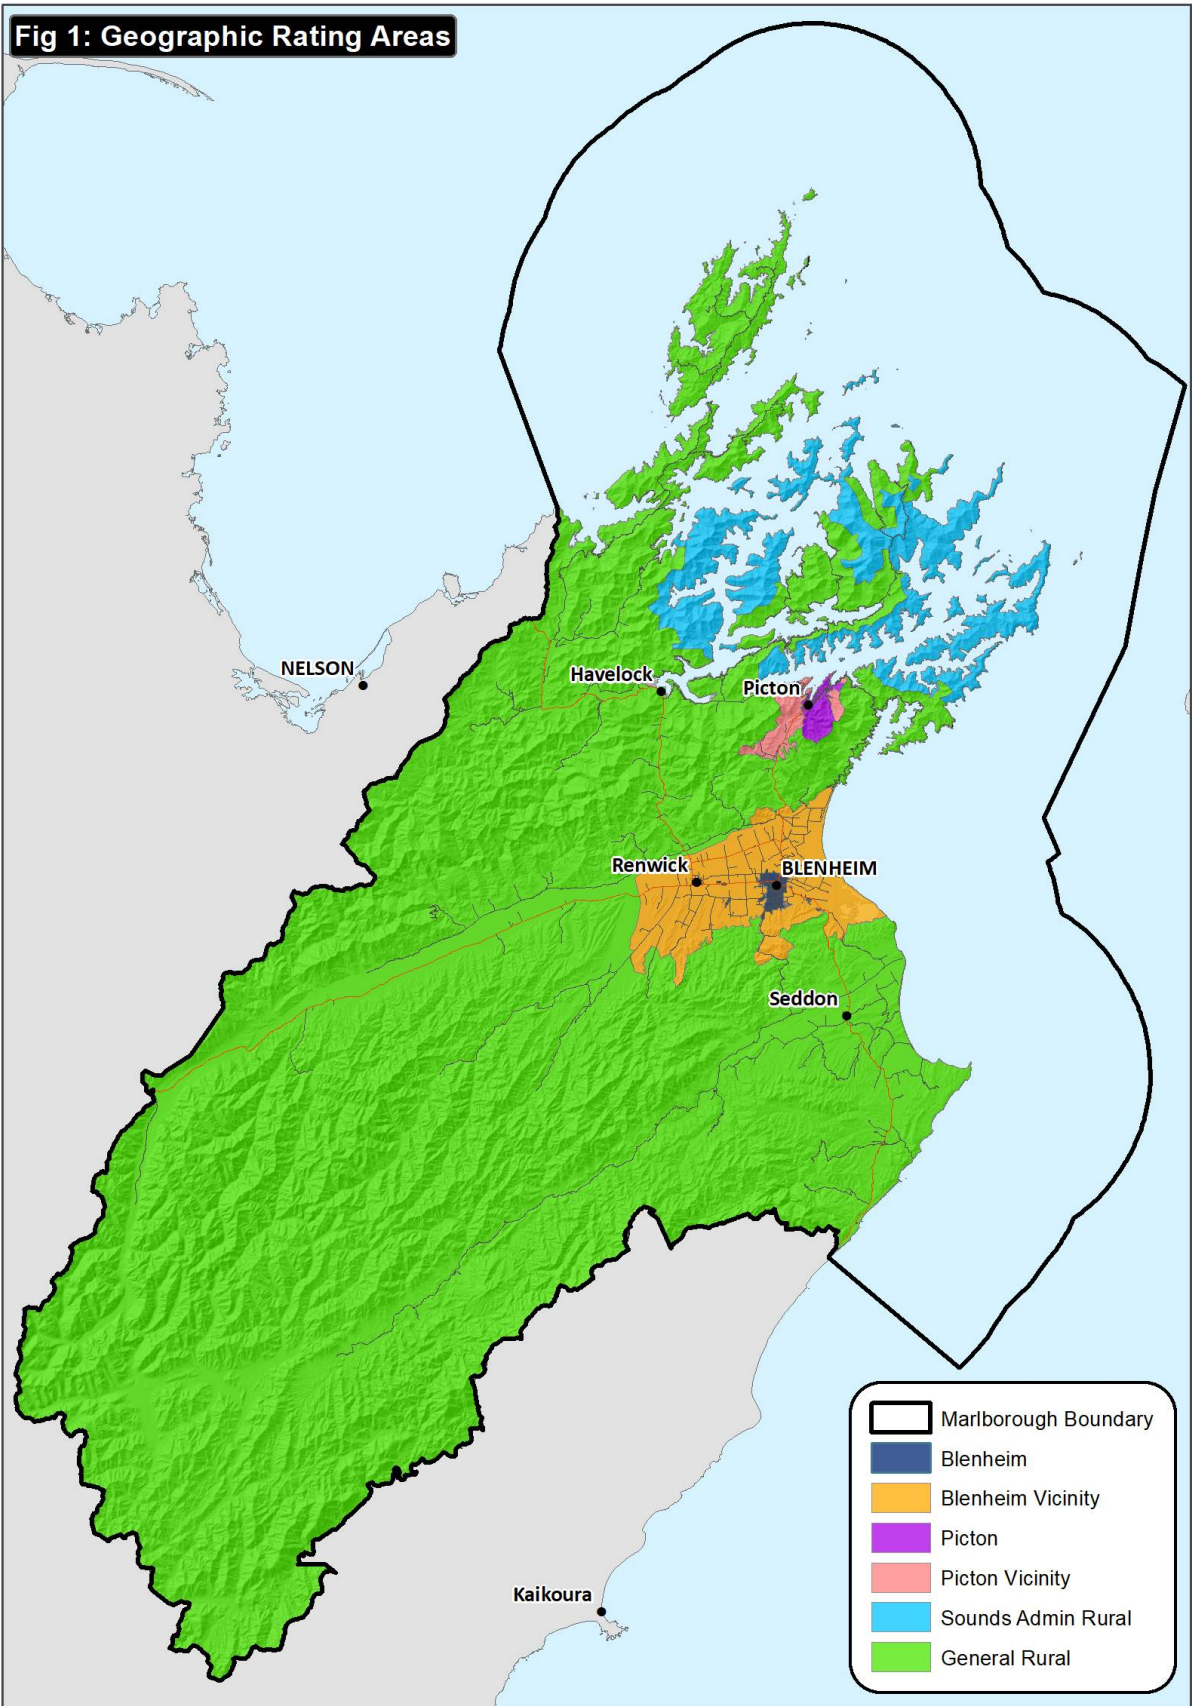 Fig 1: Geographic Rating Areas
NELSON
Havelock
Picton
Renwick
BLENHEIM
Seddon
Kaikoura
Marlborough Boundary
Blenheim
Blenheim Vicinity
Picton
Picton Vicinity
Sounds Admin Rural
General Rural